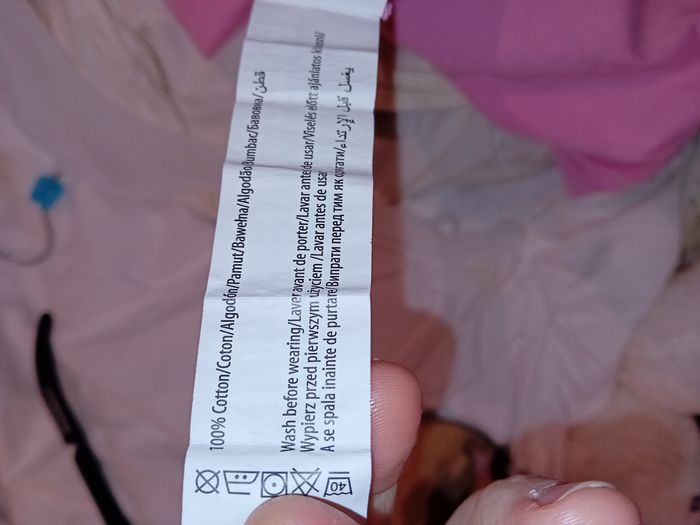 100% Cotton/Coton/Algodón/Pamut/Bawełna/Algodão/Bumbac/Бавовна/قطن
Wash before wearing/Laver avant de porter/Lavar antes de usar/Viselés előtt ajánlatos kimosni/
Wypierz przed pierwszym użyciem /Lavar antes de usar
A se spala inainte de purtare/Випрати перед тим як одягати/يغسل قبل الإرتداء
40